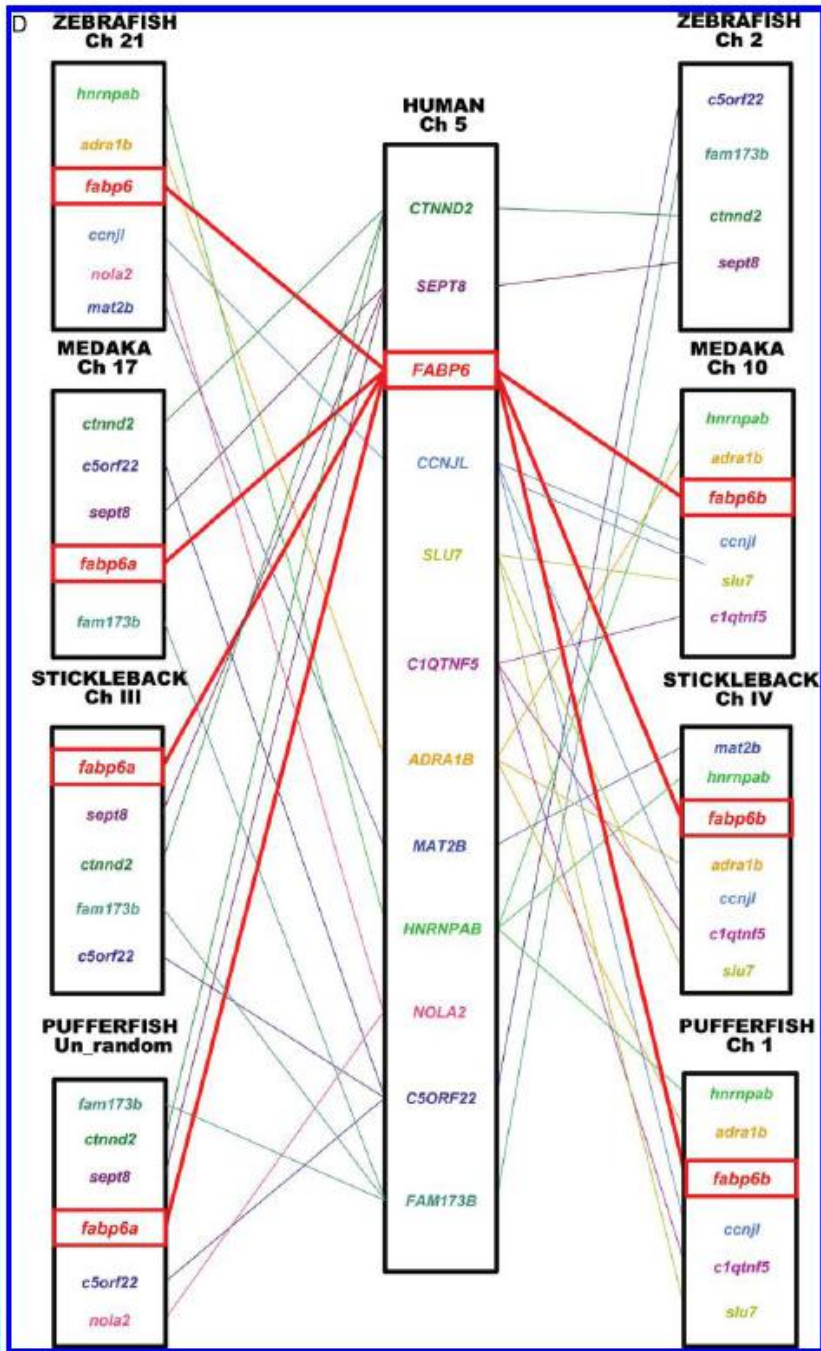 D
ZEBRAFISH
Ch 21
hnrnpab
adra1b
fabp6
ccnjl
nola2
mat2b
MEDAKA
Ch 17
ctnnd2
c5orf22
sept8
fabp6a
fam173b
STICKLEBACK
Ch III
fabp6a
sept8
ctnnd2
fam173b
c5orf22
PUFFERFISH
Un_random
fam173b
ctnnd2
sept8
fabp6a
c5orf22
nola2
HUMAN
Ch 5
CTNND2
SEPT8
FABP6
CCNJL
SLU7
C1QTNF5
ADRA1B
MAT2B
HNRNPAB
NOLA2
C5ORF22
FAM173B
ZEBRAFISH
Ch 2
c5orf22
fam173b
ctnnd2
sept8
MEDAKA
Ch 10
hnrnpab
adra1b
fabp6b
ccnjl
slu7
c1qtnf5
STICKLEBACK
Ch IV
mat2b
hnrnpab
fabp6b
adra1b
ccnjl
c1qtnf5
slu7
PUFFERFISH
Ch 1
hnrnpab
adra1b
fabp6b
ccnjl
c1qtnf5
slu7